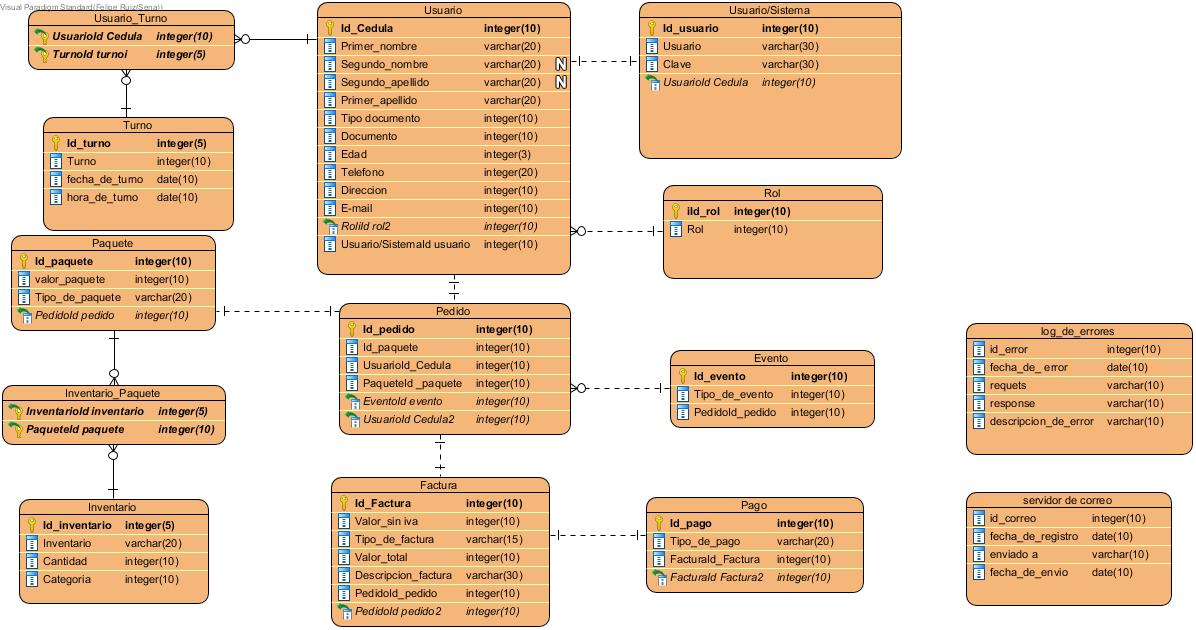 Visual Paradigm Standard(Felipe Ruiz(Sena))
Usuario_Turno
UsuarioId Cedula integer(10)
TurnoId turnoi integer(5)
Turno
Id_turno integer(5)
Turno integer(10)
fecha_de_turno date(10)
hora_de_turno date(10)
Paquete
Id_paquete integer(10)
valor_paquete integer(10)
Tipo_de_paquete varchar(20)
PedidoId pedido integer(10)
Inventario_Paquete
InventarioId inventario integer(5)
PaqueteId paquete integer(10)
Inventario
Id_inventario integer(5)
Inventario varchar(20)
Cantidad integer(10)
Categoria integer(10)
Usuario
Id_Cedula integer(10)
Primer_nombre varchar(20)
Segundo_nombre varchar(20) N
Segundo_apellido varchar(20) N
Primer_apellido varchar(20)
Tipo documento integer(10)
Documento integer(10)
Edad integer(3)
Telefono integer(20)
Direccion integer(10)
E-mail integer(10)
RoliId rol2 integer(10)
Usuario/SistemaId usuario integer(10)
Pedido
Id_pedido integer(10)
Id_paquete integer(10)
UsuarioId_Cedula integer(10)
PaqueteId _paquete integer(10)
EventoId evento integer(10)
UsuarioId Cedula2 integer(10)
Factura
Id_Factura integer(10)
Valor_sin iva integer(10)
Tipo_de_factura varchar(15)
Valor_total integer(10)
Descripcion_factura varchar(30)
PedidoId_pedido integer(10)
PedidoId pedido2 integer(10)
Usuario/Sistema
Id_usuario integer(10)
Usuario varchar(30)
Clave varchar(30)
UsuarioId Cedula integer(10)
Rol
iId_rol integer(10)
Rol integer(10)
Evento
Id_evento integer(10)
Tipo_de_evento integer(10)
PedidoId_pedido integer(10)
Pago
Id_pago integer(10)
Tipo_de_pago varchar(20)
FacturaId_Factura integer(10)
FacturaId Factura2 integer(10)
log_de_errores
id_error integer(10)
fecha_de_ error date(10)
requets varchar(10)
response varchar(10)
descripcion_de_error varchar(10)
servidor de correo
id_correo integer(10)
fecha_de_registro date(10)
enviado a varchar(10)
fecha_de_envio date(10)